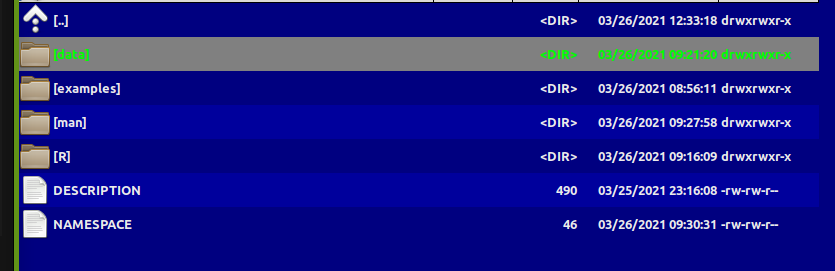 [..] <DIR> 03/26/2021 12:33:18 drwxrwxr-x
[data] <DIR> 03/26/2021 09:21:20 drwxrwxr-x
[examples] <DIR> 03/26/2021 08:56:11 drwxrwxr-x
[man] <DIR> 03/26/2021 09:27:58 drwxrwxr-x
[R] <DIR> 03/26/2021 09:16:09 drwxrwxr-x
DESCRIPTION 490 03/25/2021 23:16:08 -rw-rw-r--
NAMESPACE 46 03/26/2021 09:30:31 -rw-rw-r--